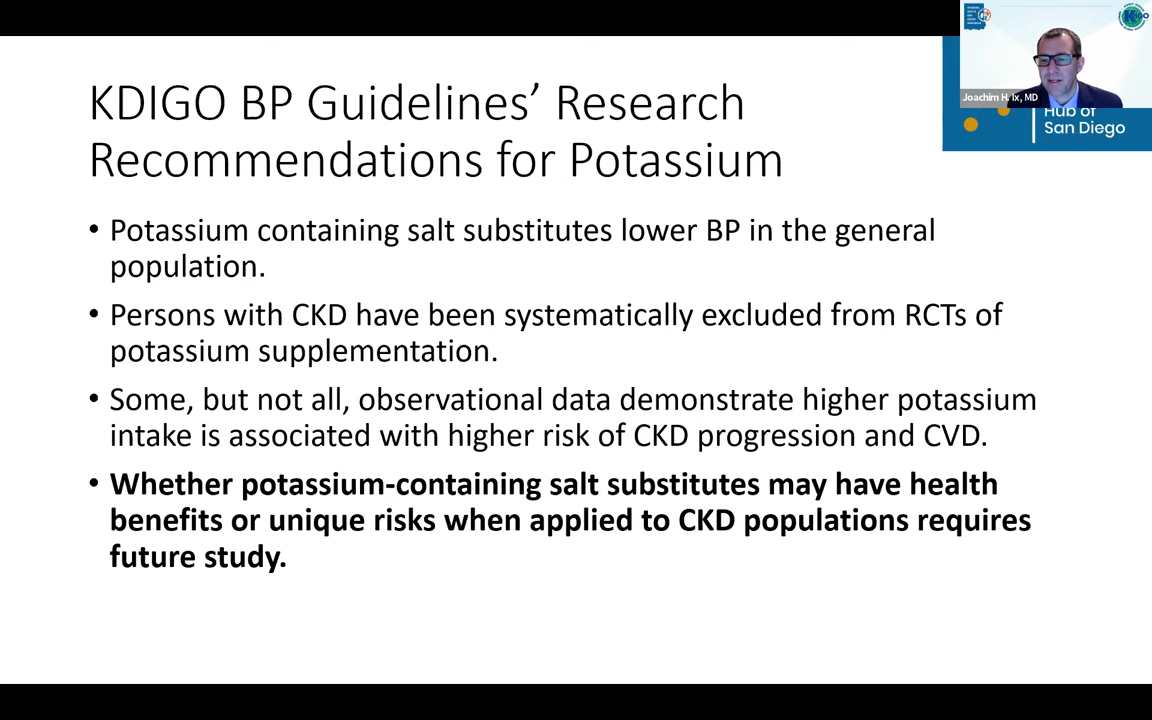 KDIGO BP Guidelines’ Research
Recommendations for Potassium
Joachim H. Ix, MD
Hub of
San Diego
• Potassium containing salt substitutes lower BP in the general
population.
• Persons with CKD have been systematically excluded from RCTs of
potassium supplementation.
• Some, but not all, observational data demonstrate higher potassium
intake is associated with higher risk of CKD progression and CVD.
• Whether potassium-containing salt substitutes may have health
benefits or unique risks when applied to CKD populations requires
future study.